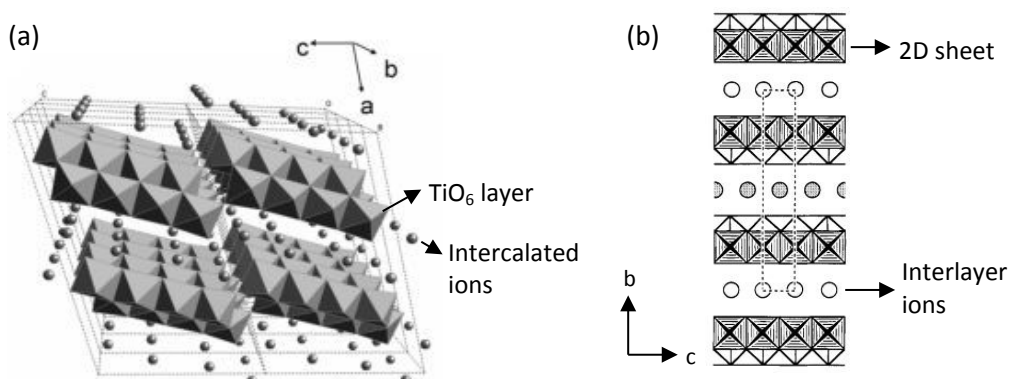 (a)
c
b
a
TiO₆ layer
Intercalated
ions
(b)
2D sheet
Interlayer
ions
b
c